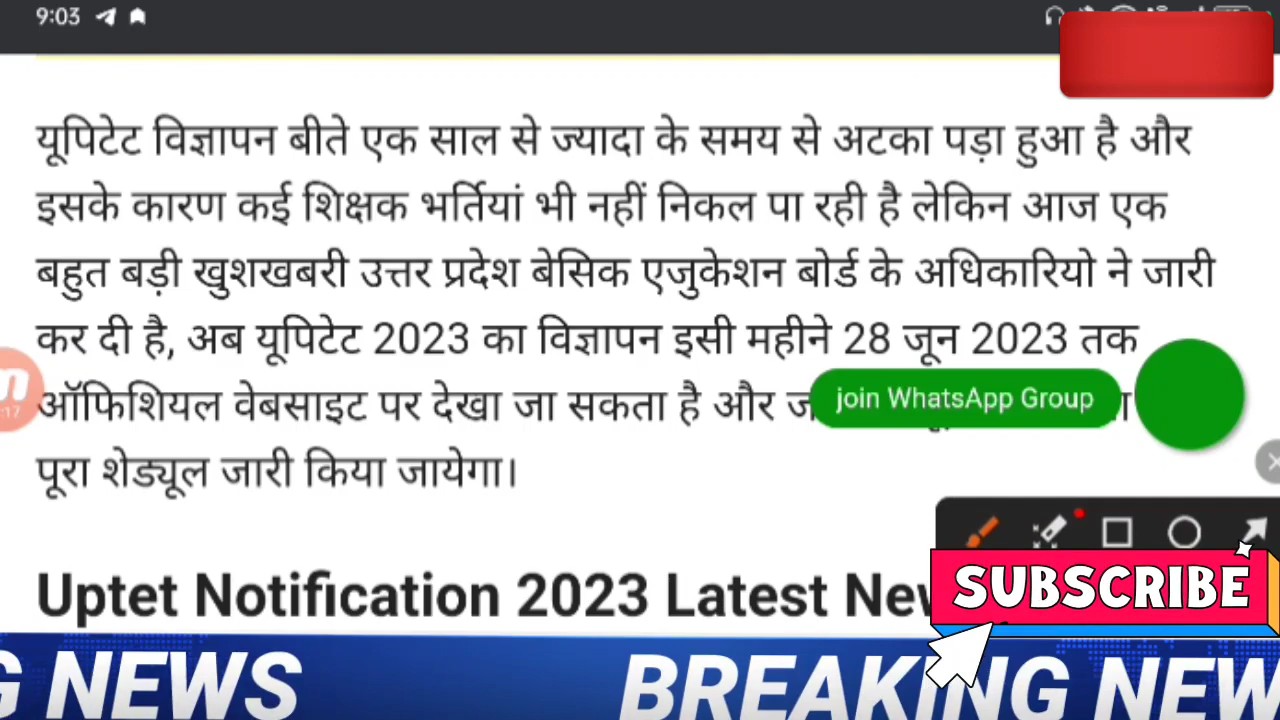 9:03
यूपिटेट विज्ञापन बीते एक साल से ज्यादा के समय से अटका पड़ा हुआ है और
इसके कारण कई शिक्षक भर्तियां भी नहीं निकल पा रही है लेकिन आज एक
बहुत बड़ी खुशखबरी उत्तर प्रदेश बेसिक एजुकेशन बोर्ड के अधिकारियो ने जारी
कर दी है, अब यूपिटेट 2023 का विज्ञापन इसी महीने 28 जून 2023 तक
ऑफिशियल वेबसाइट पर देखा जा सकता है और
join WhatsApp Group
पूरा शेड्यूल जारी किया जायेगा।
Uptet Notification 2023 Latest
SUBSCRIBE
NEWS BREAKING